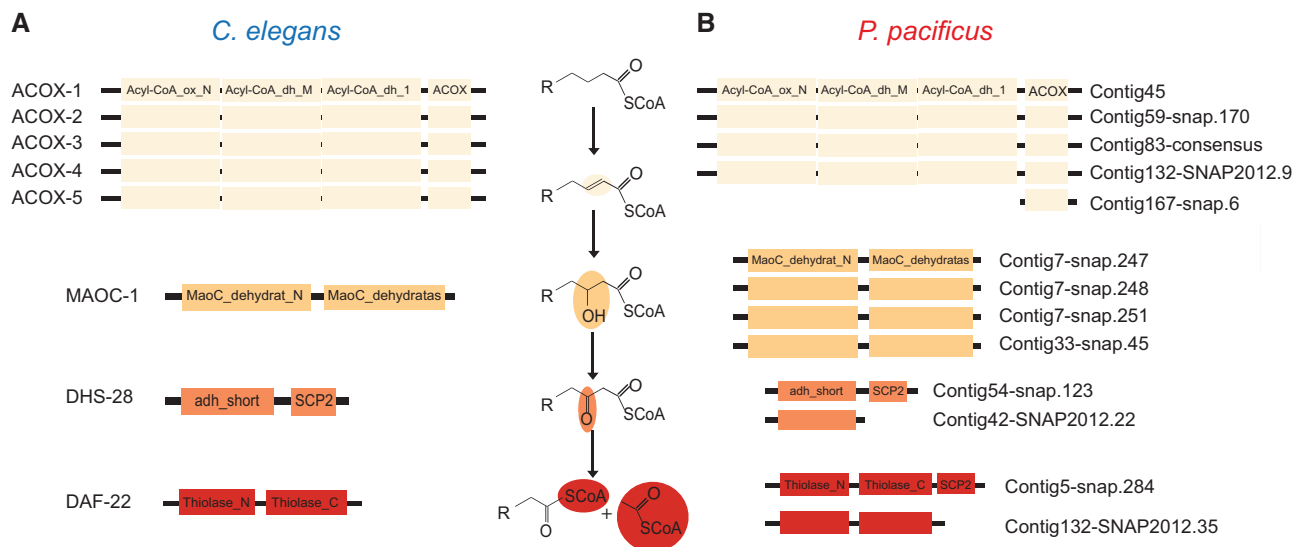 A
C. elegans
ACOX-1
Acyl-CoA_ox_N
Acyl-CoA_dh_M
Acyl-CoA_dh_1
ACOX
ACOX-2
ACOX-3
ACOX-4
ACOX-5
MAOC-1
MaoC_dehydrat_N
MaoC_dehydratas
DHS-28
adh_short
SCP2
DAF-22
Thiolase_N
Thiolase_C
R
O
SCoA
R
O
SCoA
R
O
OH
SCoA
R
O
O
SCoA
R
SCoA
O
+
O
SCoA
B
P. pacificus
Acyl-CoA_ox_N
Acyl-CoA_dh_M
Acyl-CoA_dh_1
ACOX
Contig45
Contig59-snap.170
Contig83-consensus
Contig132-SNAP2012.9
Contig167-snap.6
MaoC_dehydrat_N
MaoC_dehydratas
Contig7-snap.247
Contig7-snap.248
Contig7-snap.251
Contig33-snap.45
adh_short
SCP2
Contig54-snap.123
Contig42-SNAP2012.22
Thiolase_N
Thiolase_C
SCP2
Contig5-snap.284
Contig132-SNAP2012.35